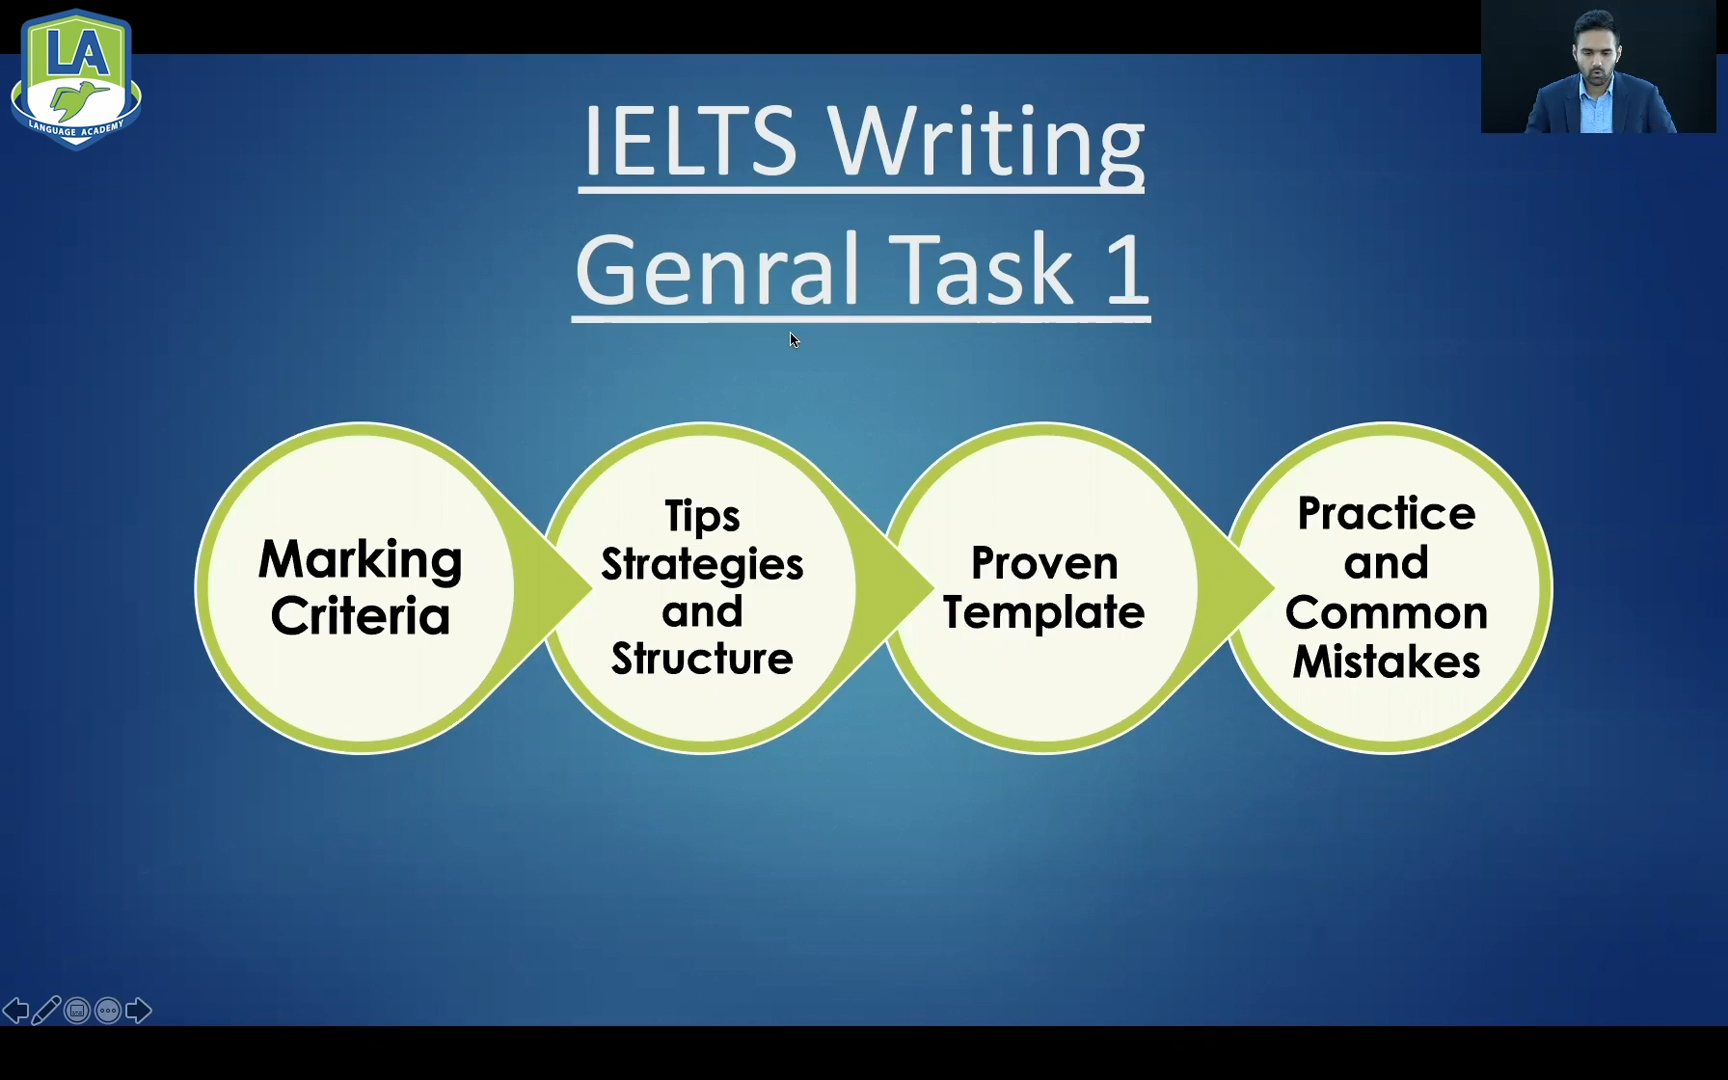 LA
LANGUAGE ACADEMY
IELTS Writing
Genral Task 1
Marking
Criteria
Tips
Strategies
and
Structure
Proven
Template
Practice
and
Common
Mistakes